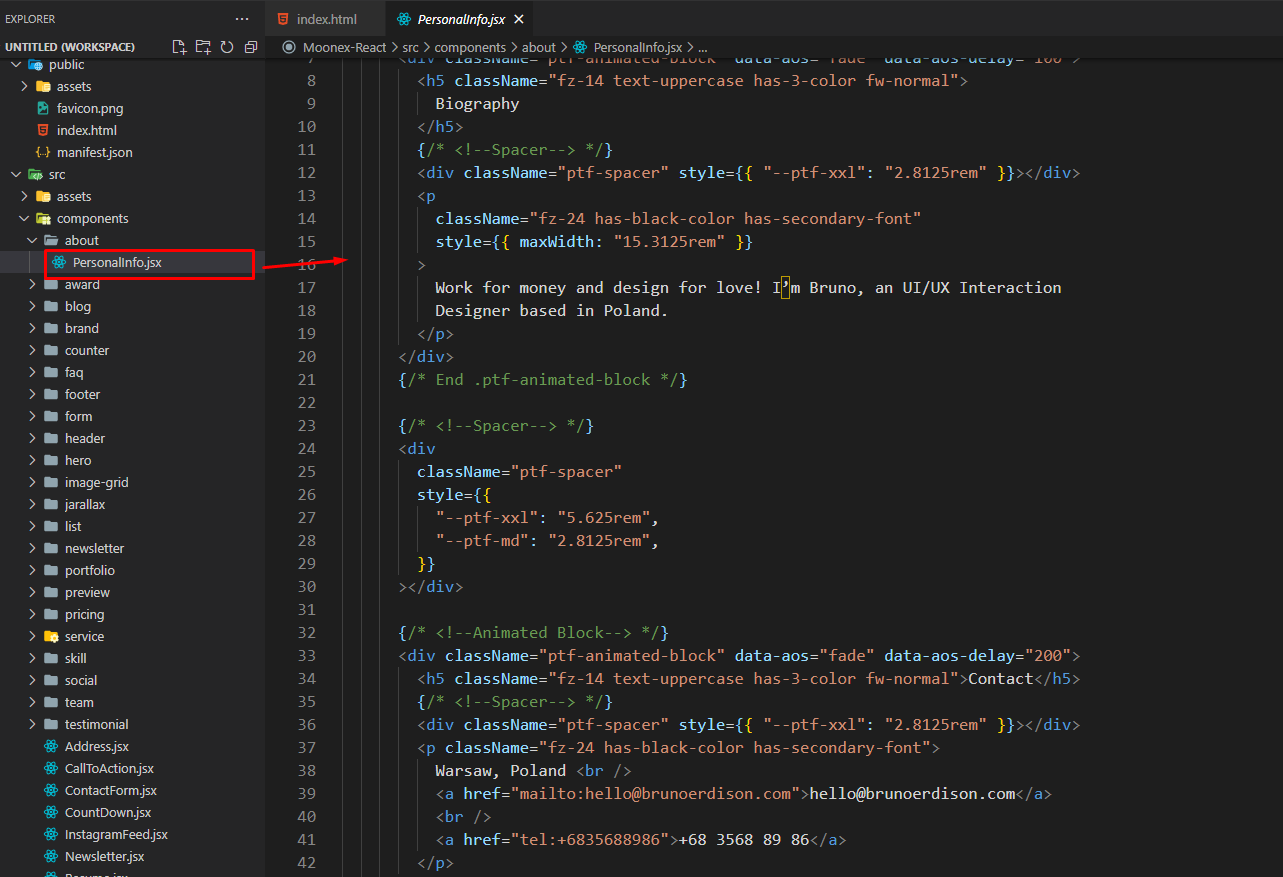 EXPLORER ...
UNTITLED (WORKSPACE)
public
assets
favicon.png
index.html
{..} manifest.json
src
assets
components
about
PersonalInfo.jsx
award
blog
brand
counter
faq
footer
form
header
hero
image-grid
jarallax
list
newsletter
portfolio
preview
pricing
service
skill
social
team
testimonial
Address.jsx
CallToAction.jsx
ContactForm.jsx
CountDown.jsx
InstagramFeed.jsx
Newsletter.jsx
Resume.jsx
index.html
PersonalInfo.jsx
Moonex-React > src > components > about > PersonalInfo.jsx > ...
7 <div className="ptf-animated-block" data-aos="fade" data-aos-delay="100">
8 <h5 className="fz-14 text-uppercase has-3-color fw-normal">
9 Biography
10 </h5>
11 {/* <!--Spacer--> */}
12 <div className="ptf-spacer" style={{ "--ptf-xxl": "2.8125rem" }}></div>
13 <p
14 className="fz-24 has-black-color has-secondary-font"
15 style={{ maxWidth: "15.3125rem" }}
16 >
17 Work for money and design for love! I’m Bruno, an UI/UX Interaction
18 Designer based in Poland.
19 </p>
20 </div>
21 {/* End .ptf-animated-block */}
22
23 {/* <!--Spacer--> */}
24 <div
25 className="ptf-spacer"
26 style={{
27 "--ptf-xxl": "5.625rem",
28 "--ptf-md": "2.8125rem",
29 }}
30 ></div>
31
32 {/* <!--Animated Block--> */}
33 <div className="ptf-animated-block" data-aos="fade" data-aos-delay="200">
34 <h5 className="fz-14 text-uppercase has-3-color fw-normal">Contact</h5>
35 {/* <!--Spacer--> */}
36 <div className="ptf-spacer" style={{ "--ptf-xxl": "2.8125rem" }}></div>
37 <p className="fz-24 has-black-color has-secondary-font">
38 Warsaw, Poland <br />
39 <a href="mailto:hello@brunoerdison.com">hello@brunoerdison.com</a>
40 <br />
41 <a href="tel:+6835688986">+68 3568 89 86</a>
42 </p>